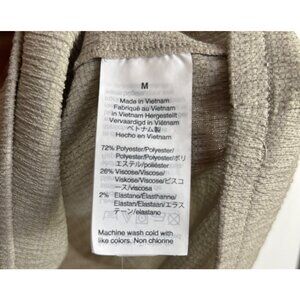 M
Made in Vietnam
Fabriqué au Vietnam
in Vietnam Hergestellt
Vervaardigd in Vietnam
ベトナム製
Hecho en Vietnam
72% Polyester/Polyester/
Polyester/Polyester/ポリ
エステル/poliéster
26% Viscose/Viscose/
Viskose/Viscose/ビスコ
ース/viscosa
2% Elastane/Élasthanne/
Elastan/Elastaan/エラス
テーン/elastano
Machine wash cold with
like colors. Non chlorine